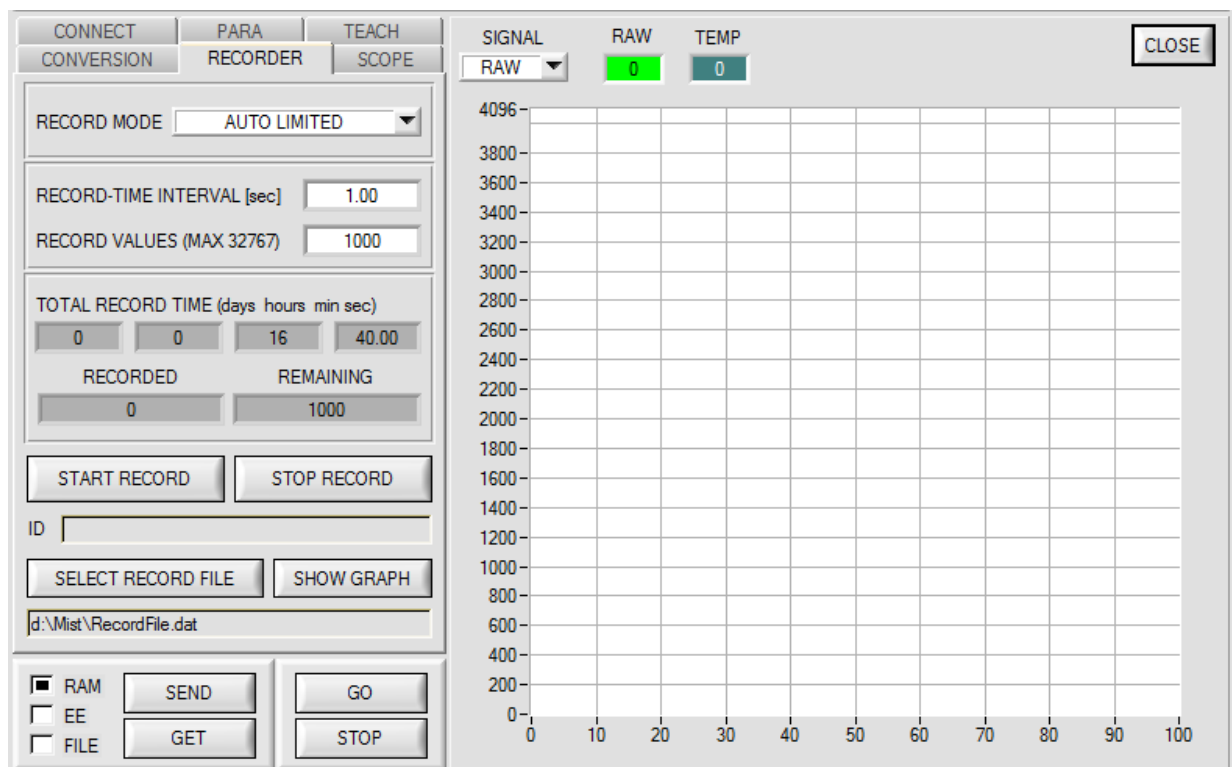 CONNECT PARA TEACH
CONVERSION RECORDER SCOPE
RECORD MODE AUTO LIMITED
RECORD-TIME INTERVAL [sec] 1.00
RECORD VALUES (MAX 32767) 1000
TOTAL RECORD TIME (days hours min sec)
0 0 16 40.00
RECORDED REMAINING
0 1000
START RECORD STOP RECORD
ID
SELECT RECORD FILE SHOW GRAPH
d:\Mist\RecordFile.dat
RAM SEND GO
EE
FILE GET STOP
SIGNAL RAW TEMP CLOSE
RAW 0 0
4096
3800
3600
3400
3200
3000
2800
2600
2400
2200
2000
1800
1600
1400
1200
1000
800
600
400
200
0
0 10 20 30 40 50 60 70 80 90 100